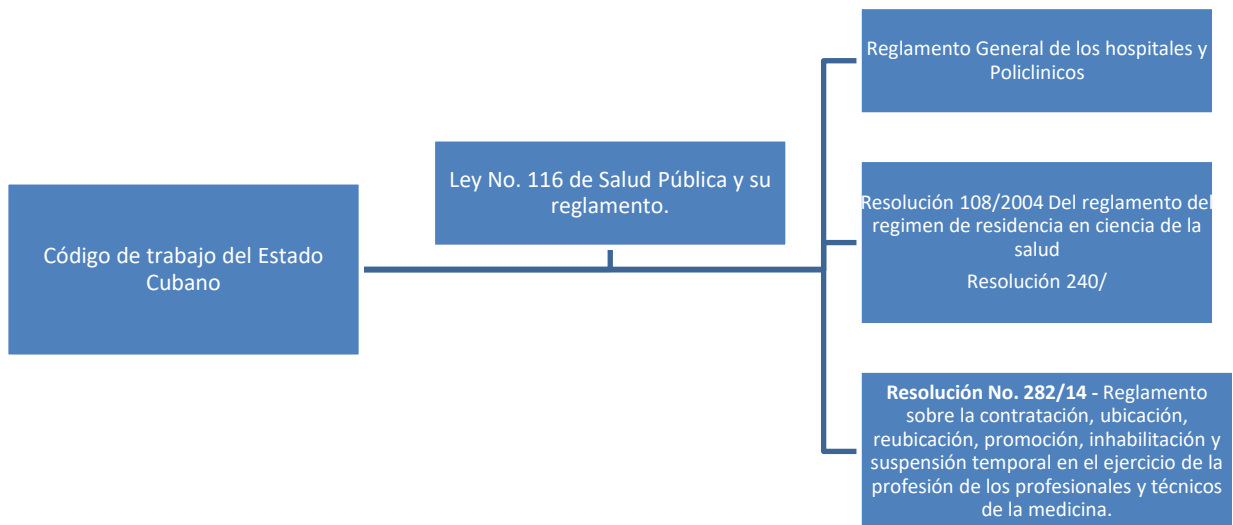 Código de trabajo del Estado
Cubano
Ley No. 116 de Salud Pública y su
reglamento.
Reglamento General de los hospitales y
Policlinicos
Resolución 108/2004 Del reglamento del
regimen de residencia en ciencia de la
salud
Resolución 240/
Resolución No. 282/14 - Reglamento
sobre la contratación, ubicación,
reubicación, promoción, inhabilitación y
suspensión temporal en el ejercicio de la
profesión de los profesionales y técnicos
de la medicina.